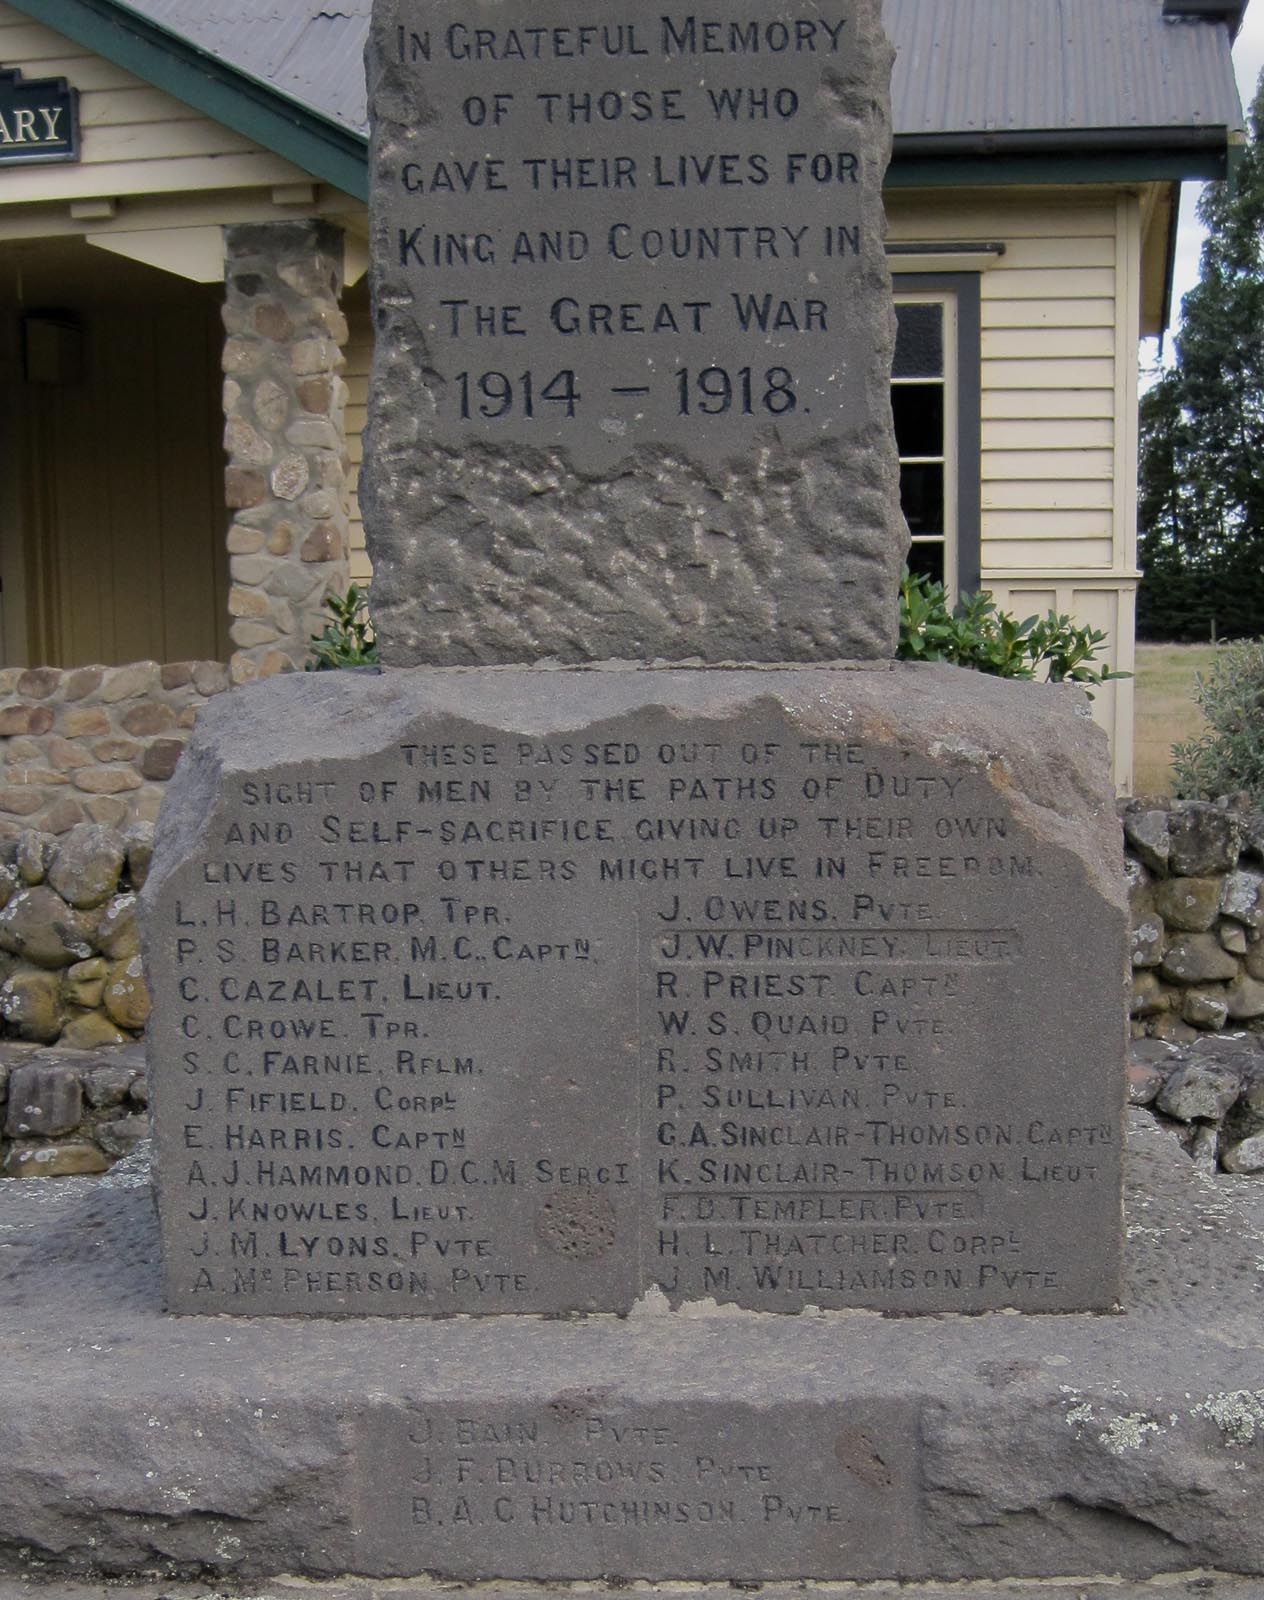 ARY
IN GRATEFUL MEMORY
OF THOSE WHO
GAVE THEIR LIVES FOR
KING AND COUNTRY IN
THE GREAT WAR
1914 – 1918.
THESE PASSED OUT OF THE
SIGHT OF MEN BY THE PATHS OF DUTY
AND SELF-SACRIFICE GIVING UP THEIR OWN
LIVES THAT OTHERS MIGHT LIVE IN FREEDOM.
L. H. BARTROP. TPR.
P. S. BARKER. M.C., CAPTN.
C. CAZALET. LIEUT.
C. CROWE. TPR.
S. C. FARNIE. RFLM.
J. FIFIELD. CORPL
E. HARRIS. CAPTN
A. J. HAMMOND. D.C.M. SERGT
J. KNOWLES. LIEUT.
J. M. LYONS. PVTE
A. MCPHERSON. PVTE.
J. OWENS. PVTE.
J. W. PINCKNEY. LIEUT.
R. PRIEST. CAPTN
W. S. QUAID. PVTE.
R. SMITH. PVTE.
P. SULLIVAN. PVTE.
G. A. SINCLAIR-THOMSON. CAPTN
K. SINCLAIR-THOMSON LIEUT
F. D. TEMPLER. PVTE.
H. L. THATCHER. CORPL
J. M. WILLIAMSON. PVTE.
J. BAIN. PVTE.
J. F. BURROWS. PVTE
B. A. C HUTCHINSON. PVTE.